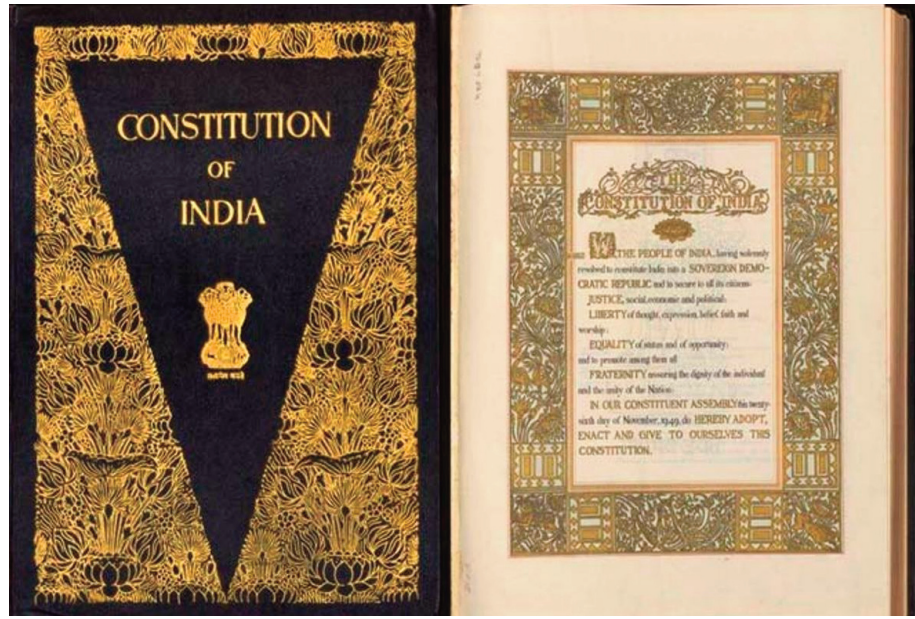 CONSTITUTION
OF
INDIA
सत्यमेव जयते
THE
CONSTITUTION OF INDIA
WE, THE PEOPLE OF INDIA, having solemnly
resolved to constitute India into a SOVEREIGN DEMO-
CRATIC REPUBLIC and to secure to all its citizens:
JUSTICE, social, economic and political;
LIBERTY of thought, expression, belief, faith and
worship;
EQUALITY of status and of opportunity;
and to promote among them all
FRATERNITY assuring the dignity of the individual
and the unity of the Nation;
IN OUR CONSTITUENT ASSEMBLY this twenty-
sixth day of November, 1949, do HEREBY ADOPT,
ENACT AND GIVE TO OURSELVES THIS
CONSTITUTION.